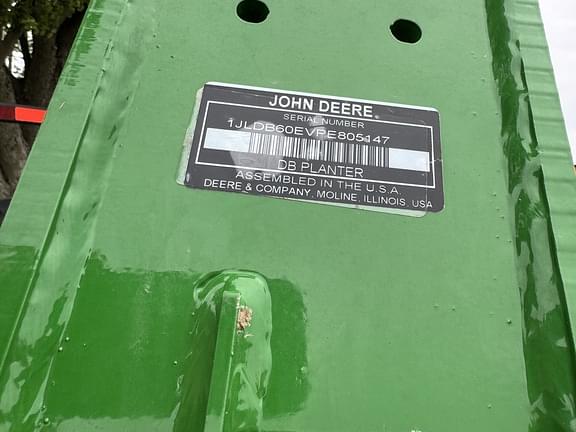 JOHN DEERE
SERIAL NUMBER
1JLDB60EVPE805147
DB PLANTER
ASSEMBLED IN THE U.S.A.
DEERE & COMPANY, MOLINE, ILLINOIS, USA